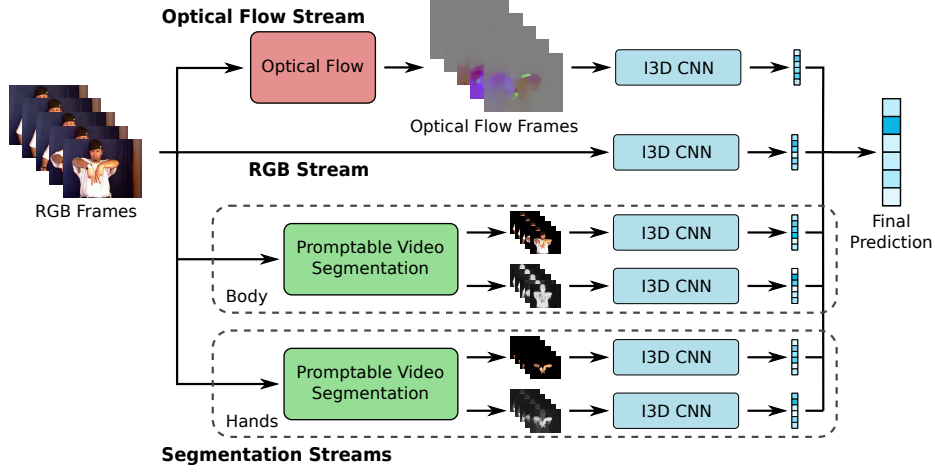 Optical Flow Stream
Optical Flow
I3D CNN
Optical Flow Frames
RGB Frames
RGB Stream
I3D CNN
Final
Prediction
Promptable Video
Segmentation
I3D CNN
I3D CNN
Body
Promptable Video
Segmentation
I3D CNN
I3D CNN
Hands
Segmentation Streams